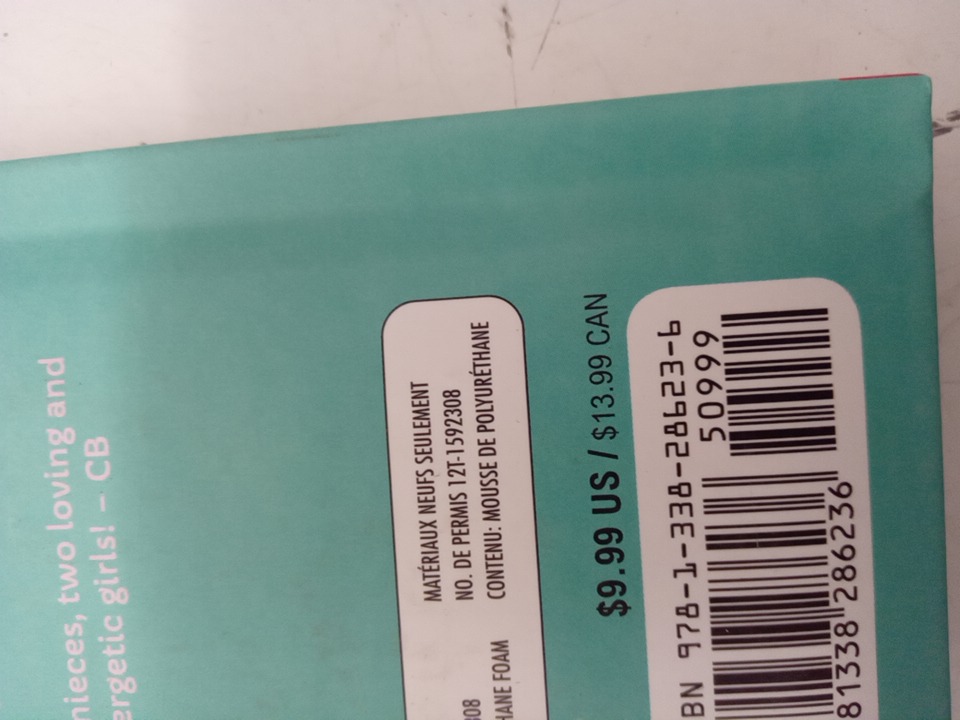 nieces, two loving and
ergetic girls! – CB
MATÉRIAUX NEUFS SEULEMENT
NO. DE PERMIS 12T-1592308
CONTENU: MOUSSE DE POLYURÉTHANE
308
HANE FOAM
$9.99 US / $13.99 CAN
BN 978-1-338-28623-6
50999
81338 286236